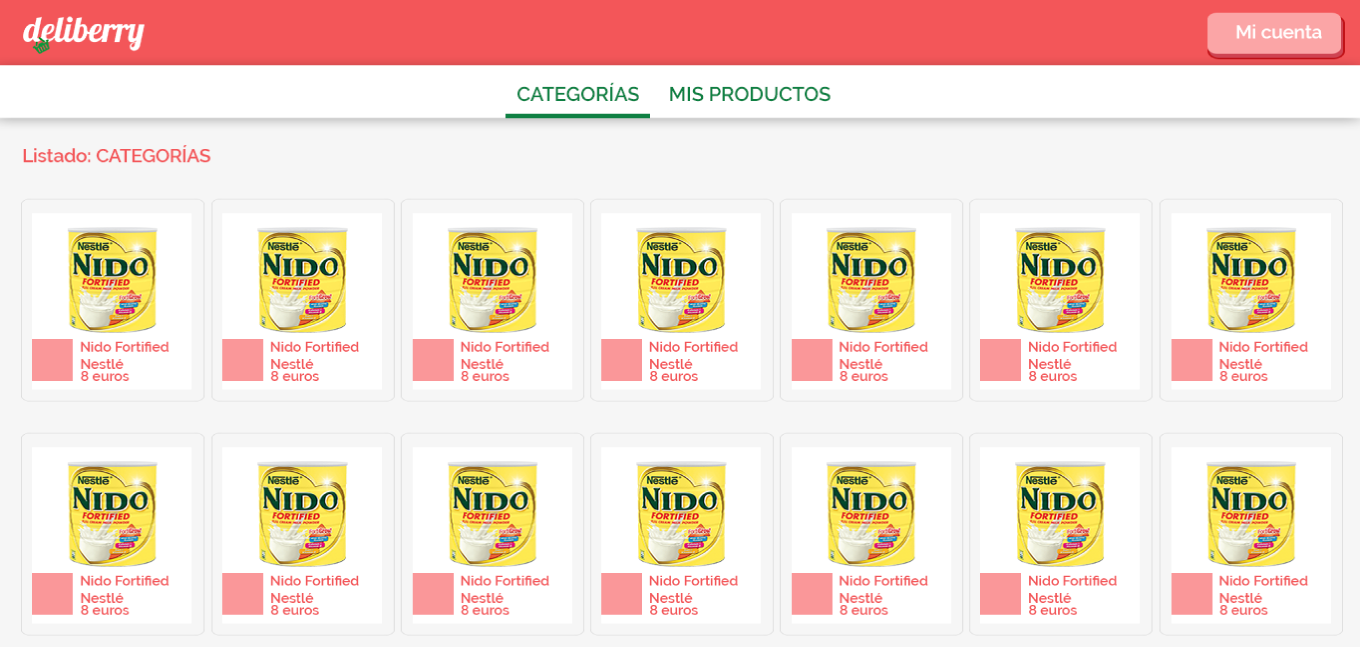 deliberry
Mi cuenta
CATEGORÍAS MIS PRODUCTOS
Listado: CATEGORÍAS
Nestlé Nestlé Nestlé Nestlé Nestlé Nestlé Nestlé
NIDO NIDO NIDO NIDO NIDO NIDO NIDO
FORTIFIED FORTIFIED FORTIFIED FORTIFIED FORTIFIED FORTIFIED FORTIFIED
Nido Fortified Nido Fortified Nido Fortified Nido Fortified Nido Fortified Nido Fortified Nido Fortified
Nestlé Nestlé Nestlé Nestlé Nestlé Nestlé Nestlé
8 euros 8 euros 8 euros 8 euros 8 euros 8 euros 8 euros
Nestlé Nestlé Nestlé Nestlé Nestlé Nestlé Nestlé
NIDO NIDO NIDO NIDO NIDO NIDO NIDO
FORTIFIED FORTIFIED FORTIFIED FORTIFIED FORTIFIED FORTIFIED FORTIFIED
Nido Fortified Nido Fortified Nido Fortified Nido Fortified Nido Fortified Nido Fortified Nido Fortified
Nestlé Nestlé Nestlé Nestlé Nestlé Nestlé Nestlé
8 euros 8 euros 8 euros 8 euros 8 euros 8 euros 8 euros